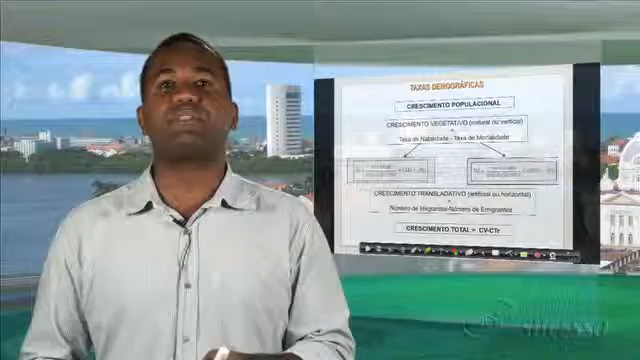 TAXAS DEMOGRÁFICAS
CRESCIMENTO POPULACIONAL
CRESCIMENTO VEGETATIVO (natural ou vertical)
=
Taxa de Natalidade - Taxa de Mortalidade
CRESCIMENTO TRANSLADATIVO (artificial ou horizontal)
=
Número de Imigrantes-Número de Emigrantes
CRESCIMENTO TOTAL = CV-CTr